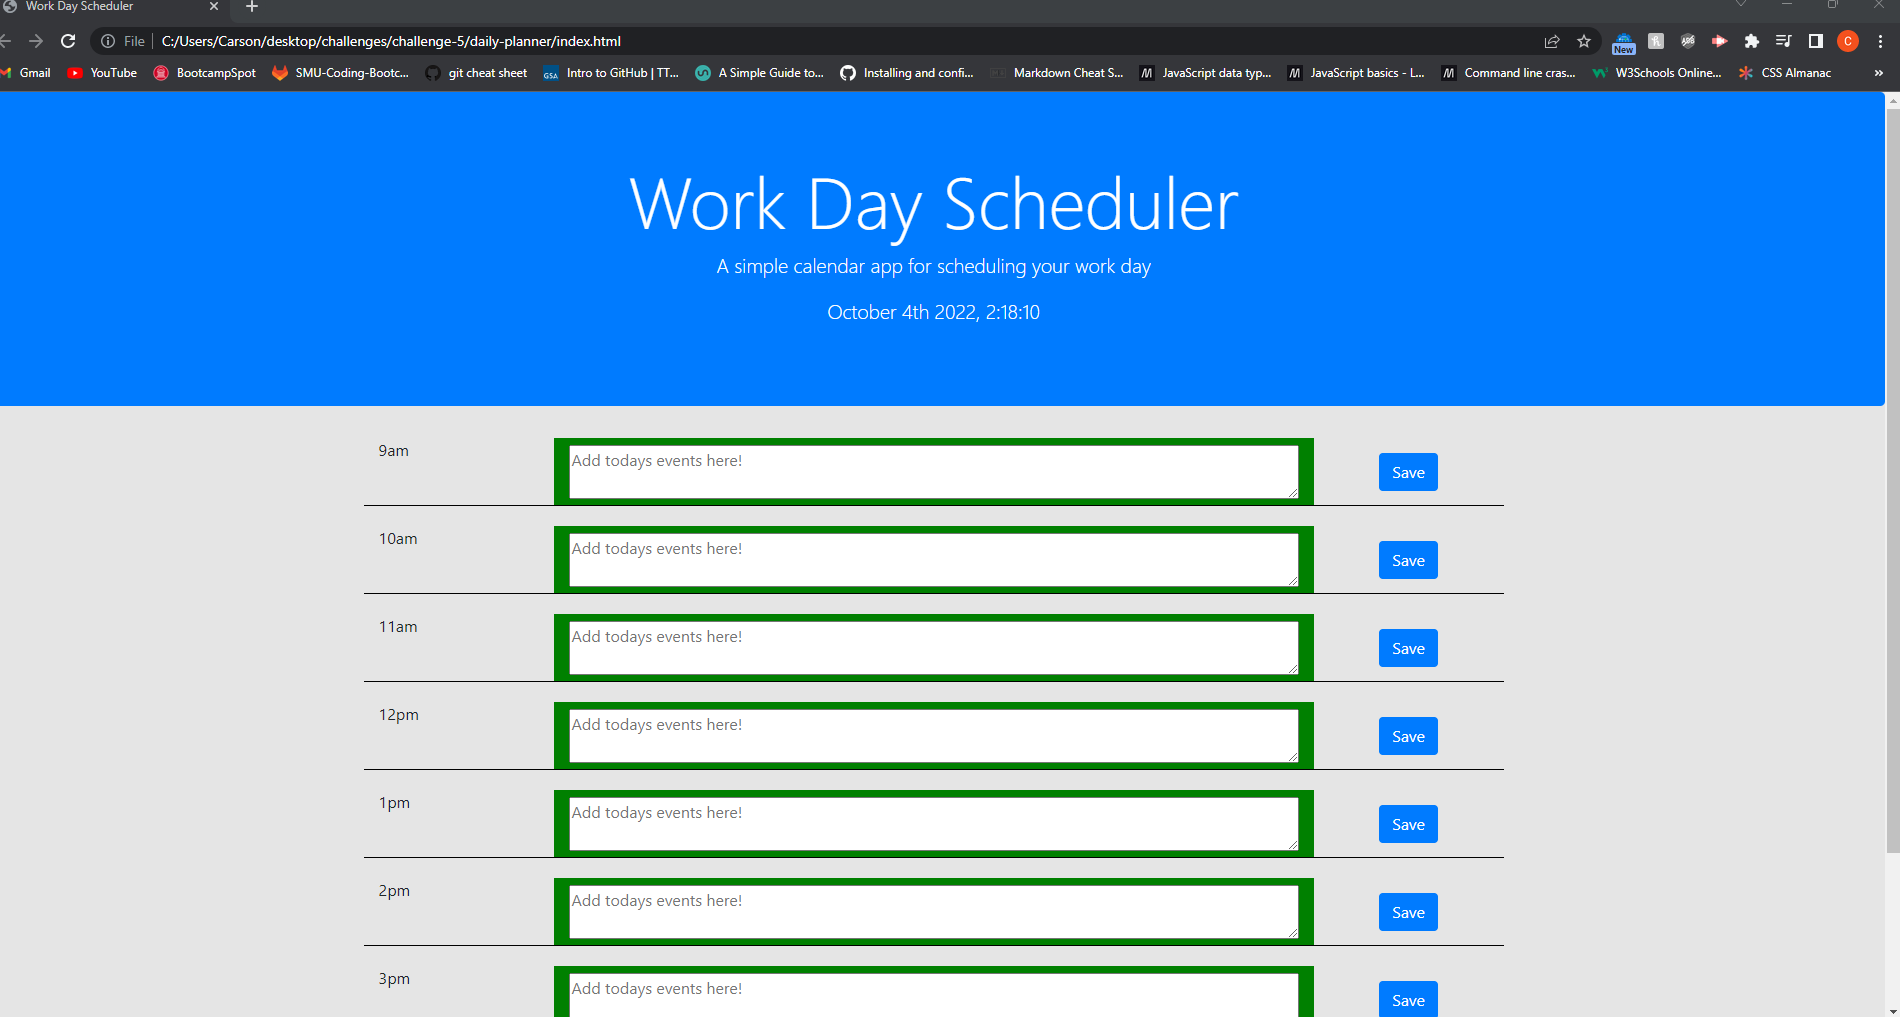 Work Day Scheduler
File
C:/Users/Carson/desktop/challenges/challenge-5/daily-planner/index.html
New
C
Gmail YouTube BootcampSpot SMU-Coding-Bootc... git cheat sheet GSA Intro to GitHub | TT... A Simple Guide to... Installing and confi... Markdown Cheat S... M JavaScript data typ... M JavaScript basics - L... M Command line cras... W3Schools Online... CSS Almanac »
Work Day Scheduler
A simple calendar app for scheduling your work day
October 4th 2022, 2:18:10
9am Add todays events here! Save
10am Add todays events here! Save
11am Add todays events here! Save
12pm Add todays events here! Save
1pm Add todays events here! Save
2pm Add todays events here! Save
3pm Add todays events here! Save